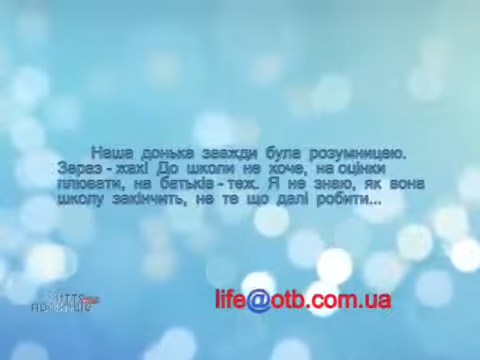 Наша донька завжди була розумницею.
Зараз - жах! До школи не хоче, на оцінки
плювати, на батьків - теж. Я не знаю, як вона
школу закінчить, не те що далі робити...
life@otb.com.ua